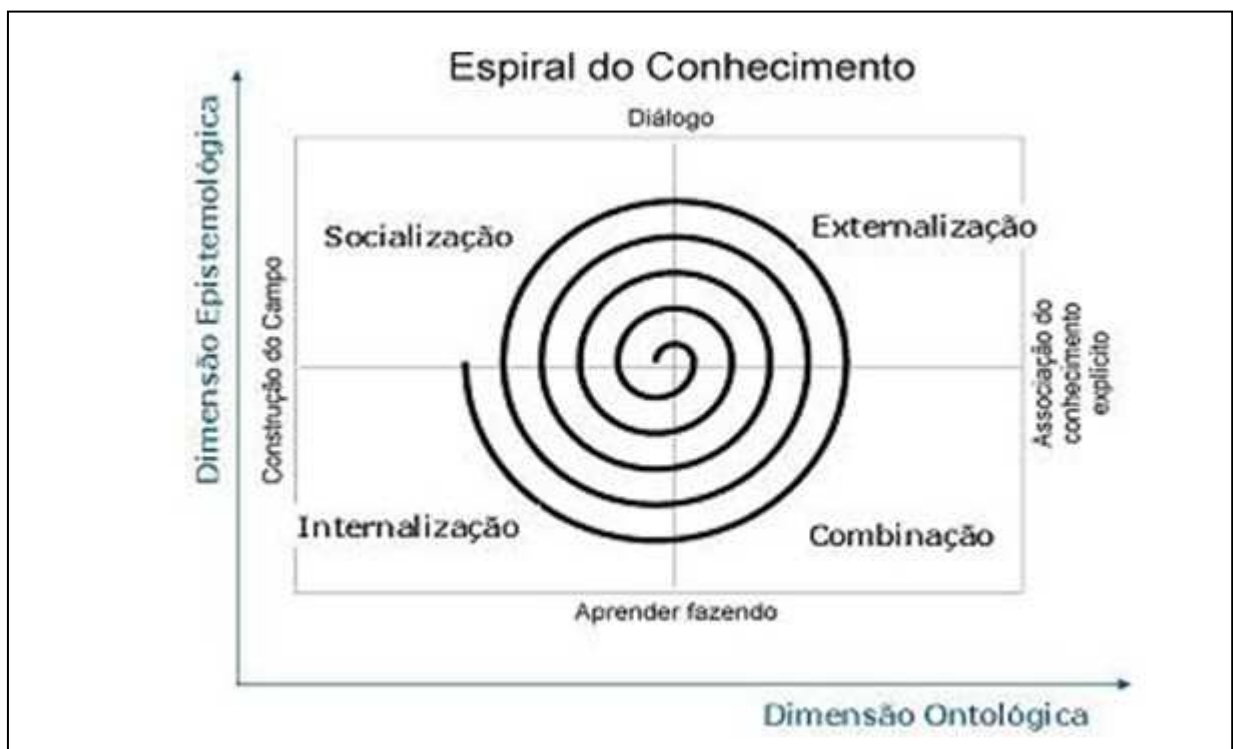 Espiral do Conhecimento
Diálogo
Dimensão Epistemológica
Construção do Campo
Socialização
Externalização
Associação do
conhecimento
explícito
Internalização
Combinação
Aprender fazendo
Dimensão Ontológica